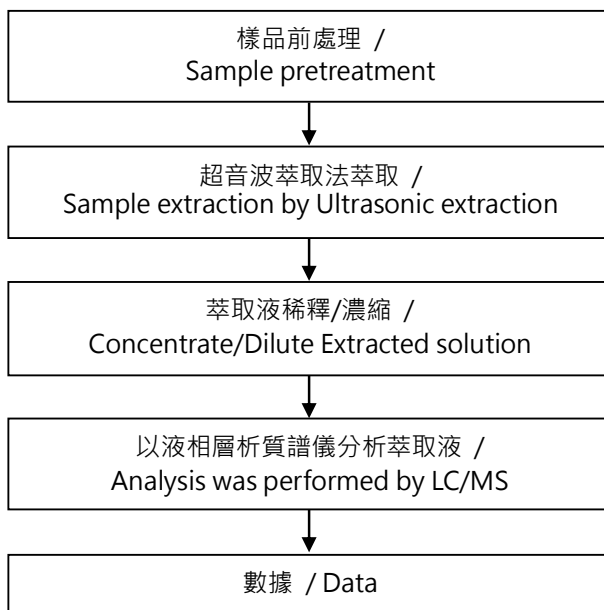 樣品前處理 /
Sample pretreatment
超音波萃取法萃取 /
Sample extraction by Ultrasonic extraction
萃取液稀釋/濃縮 /
Concentrate/Dilute Extracted solution
以液相層析質譜儀分析萃取液 /
Analysis was performed by LC/MS
數據 / Data